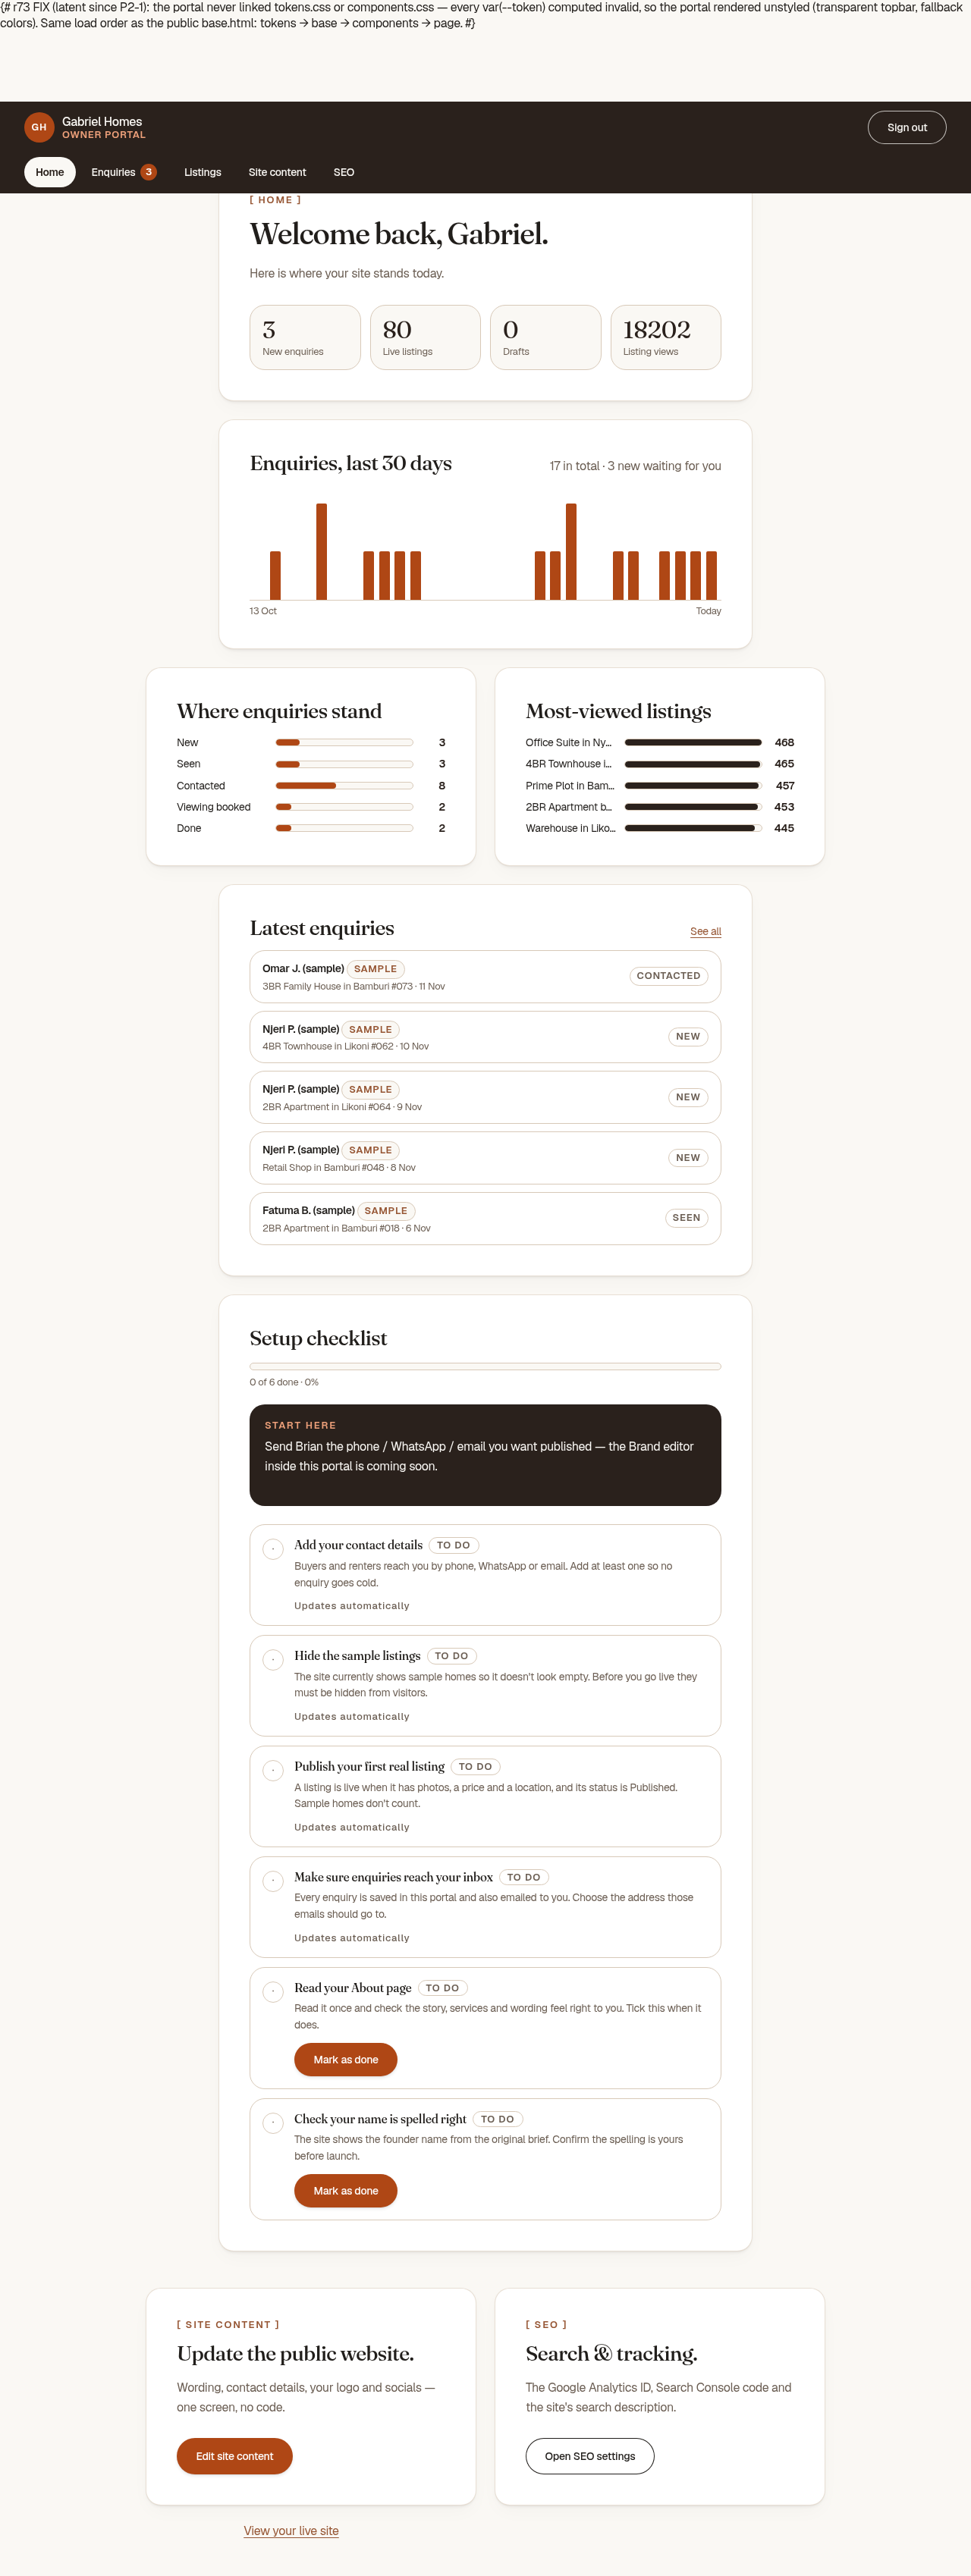 {# r73 FIX (latent since P2-1): the portal never linked tokens.css or components.css — every var(--token) computed invalid, so the portal rendered unstyled (transparent topbar, fallback
colors). Same load order as the public base.html: tokens → base → components → page. #}
GH
Gabriel Homes
OWNER PORTAL
Sign out
Home
Enquiries 3
Listings
Site content
SEO
[ HOME ]
Welcome back, Gabriel.
Here is where your site stands today.
3
New enquiries
80
Live listings
0
Drafts
18202
Listing views
Enquiries, last 30 days
17 in total · 3 new waiting for you
13 Oct
Today
Where enquiries stand
New 3
Seen 3
Contacted 8
Viewing booked 2
Done 2
Most-viewed listings
Office Suite in Ny... 468
4BR Townhouse i... 465
Prime Plot in Bam... 457
2BR Apartment b... 453
Warehouse in Liko... 445
Latest enquiries
See all
Omar J. (sample) SAMPLE
3BR Family House in Bamburi #073 · 11 Nov
CONTACTED
Njeri P. (sample) SAMPLE
4BR Townhouse in Likoni #062 · 10 Nov
NEW
Njeri P. (sample) SAMPLE
2BR Apartment in Likoni #064 · 9 Nov
NEW
Njeri P. (sample) SAMPLE
Retail Shop in Bamburi #048 · 8 Nov
NEW
Fatuma B. (sample) SAMPLE
2BR Apartment in Bamburi #018 · 6 Nov
SEEN
Setup checklist
0 of 6 done · 0%
START HERE
Send Brian the phone / WhatsApp / email you want published — the Brand editor
inside this portal is coming soon.
Add your contact details TO DO
Buyers and renters reach you by phone, WhatsApp or email. Add at least one so no
enquiry goes cold.
Updates automatically
Hide the sample listings TO DO
The site currently shows sample homes so it doesn't look empty. Before you go live they
must be hidden from visitors.
Updates automatically
Publish your first real listing TO DO
A listing is live when it has photos, a price and a location, and its status is Published.
Sample homes don't count.
Updates automatically
Make sure enquiries reach your inbox TO DO
Every enquiry is saved in this portal and also emailed to you. Choose the address those
emails should go to.
Updates automatically
Read your About page TO DO
Read it once and check the story, services and wording feel right to you. Tick this when it
does.
Mark as done
Check your name is spelled right TO DO
The site shows the founder name from the original brief. Confirm the spelling is yours
before launch.
Mark as done
[ SITE CONTENT ]
Update the public website.
Wording, contact details, your logo and socials —
one screen, no code.
Edit site content
[ SEO ]
Search & tracking.
The Google Analytics ID, Search Console code and
the site's search description.
Open SEO settings
View your live site